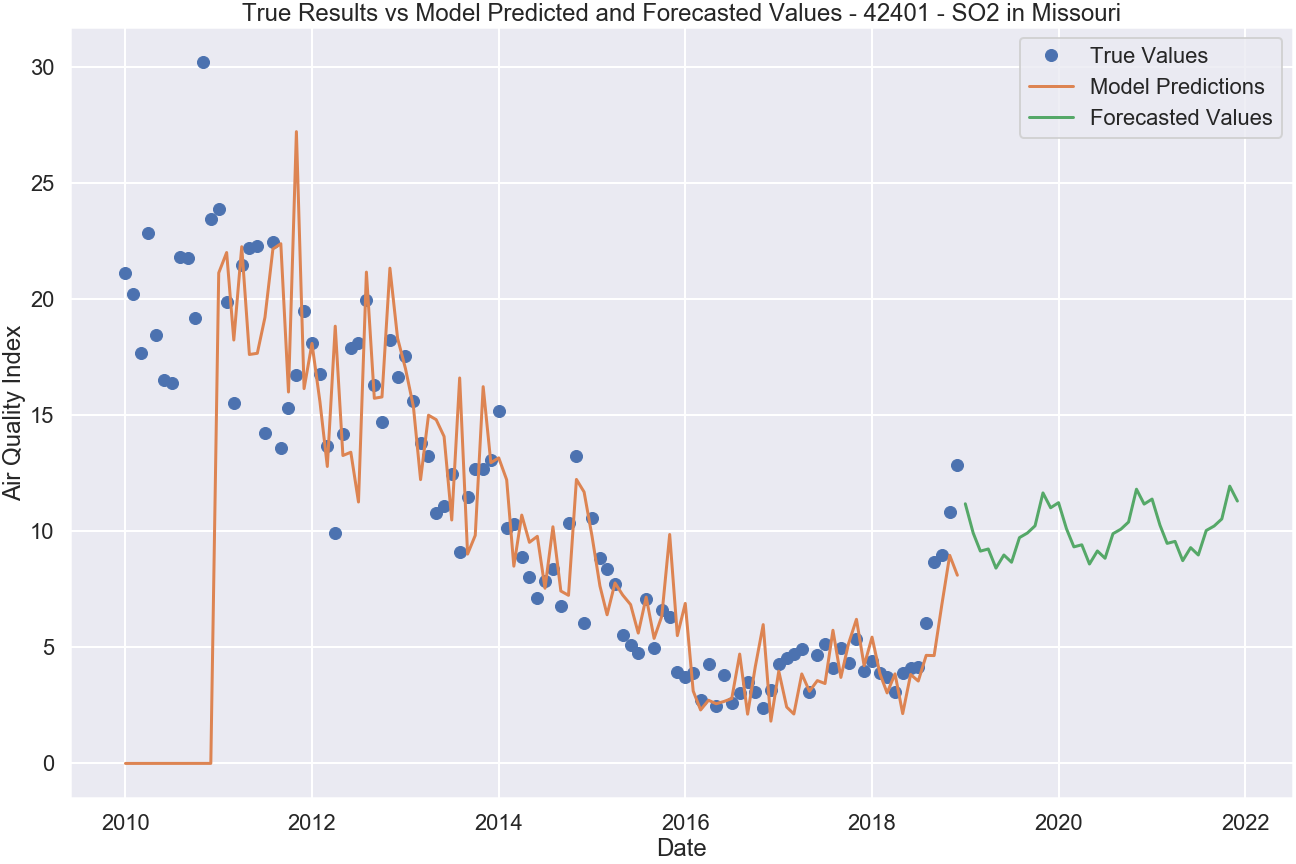 True Results vs Model Predicted and Forecasted Values - 42401 - SO2 in Missouri
True Values
Model Predictions
Forecasted Values
Air Quality Index
30
25
20
15
10
5
0
2010 2012 2014 2016 2018 2020 2022
Date